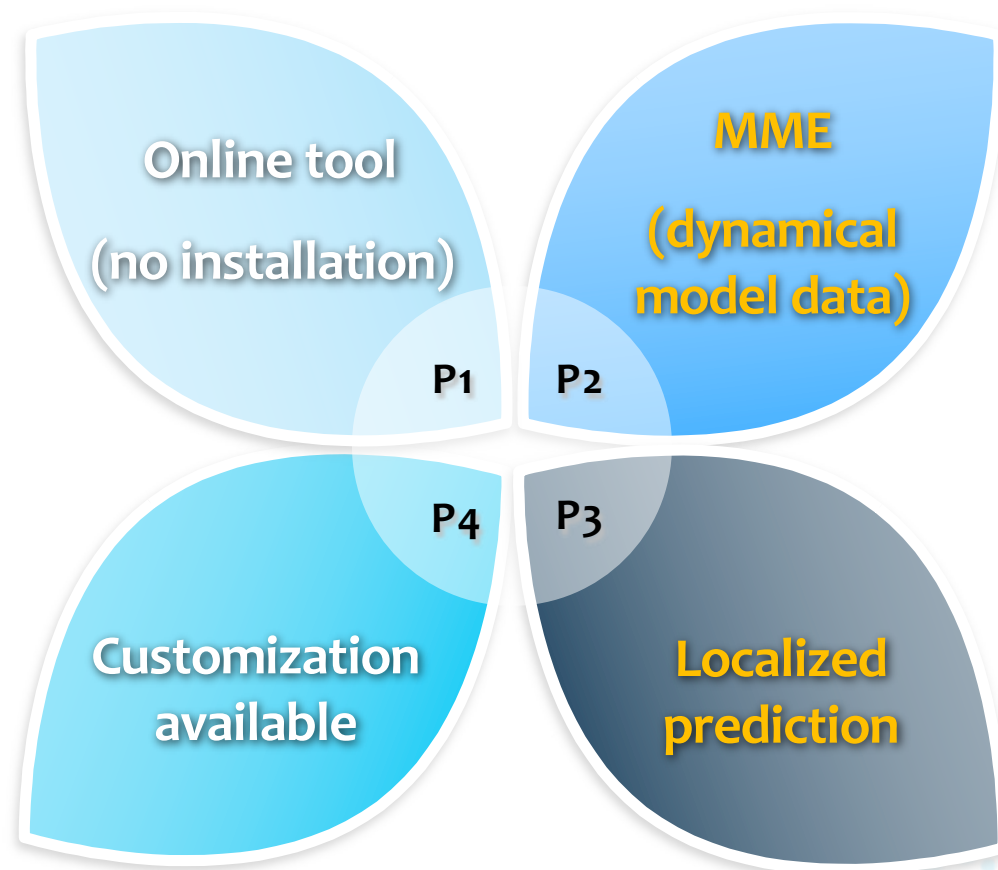 Online tool
(no installation)
P1
MME
(dynamical
model data)
P2
P4
Customization
available
P3
Localized
prediction